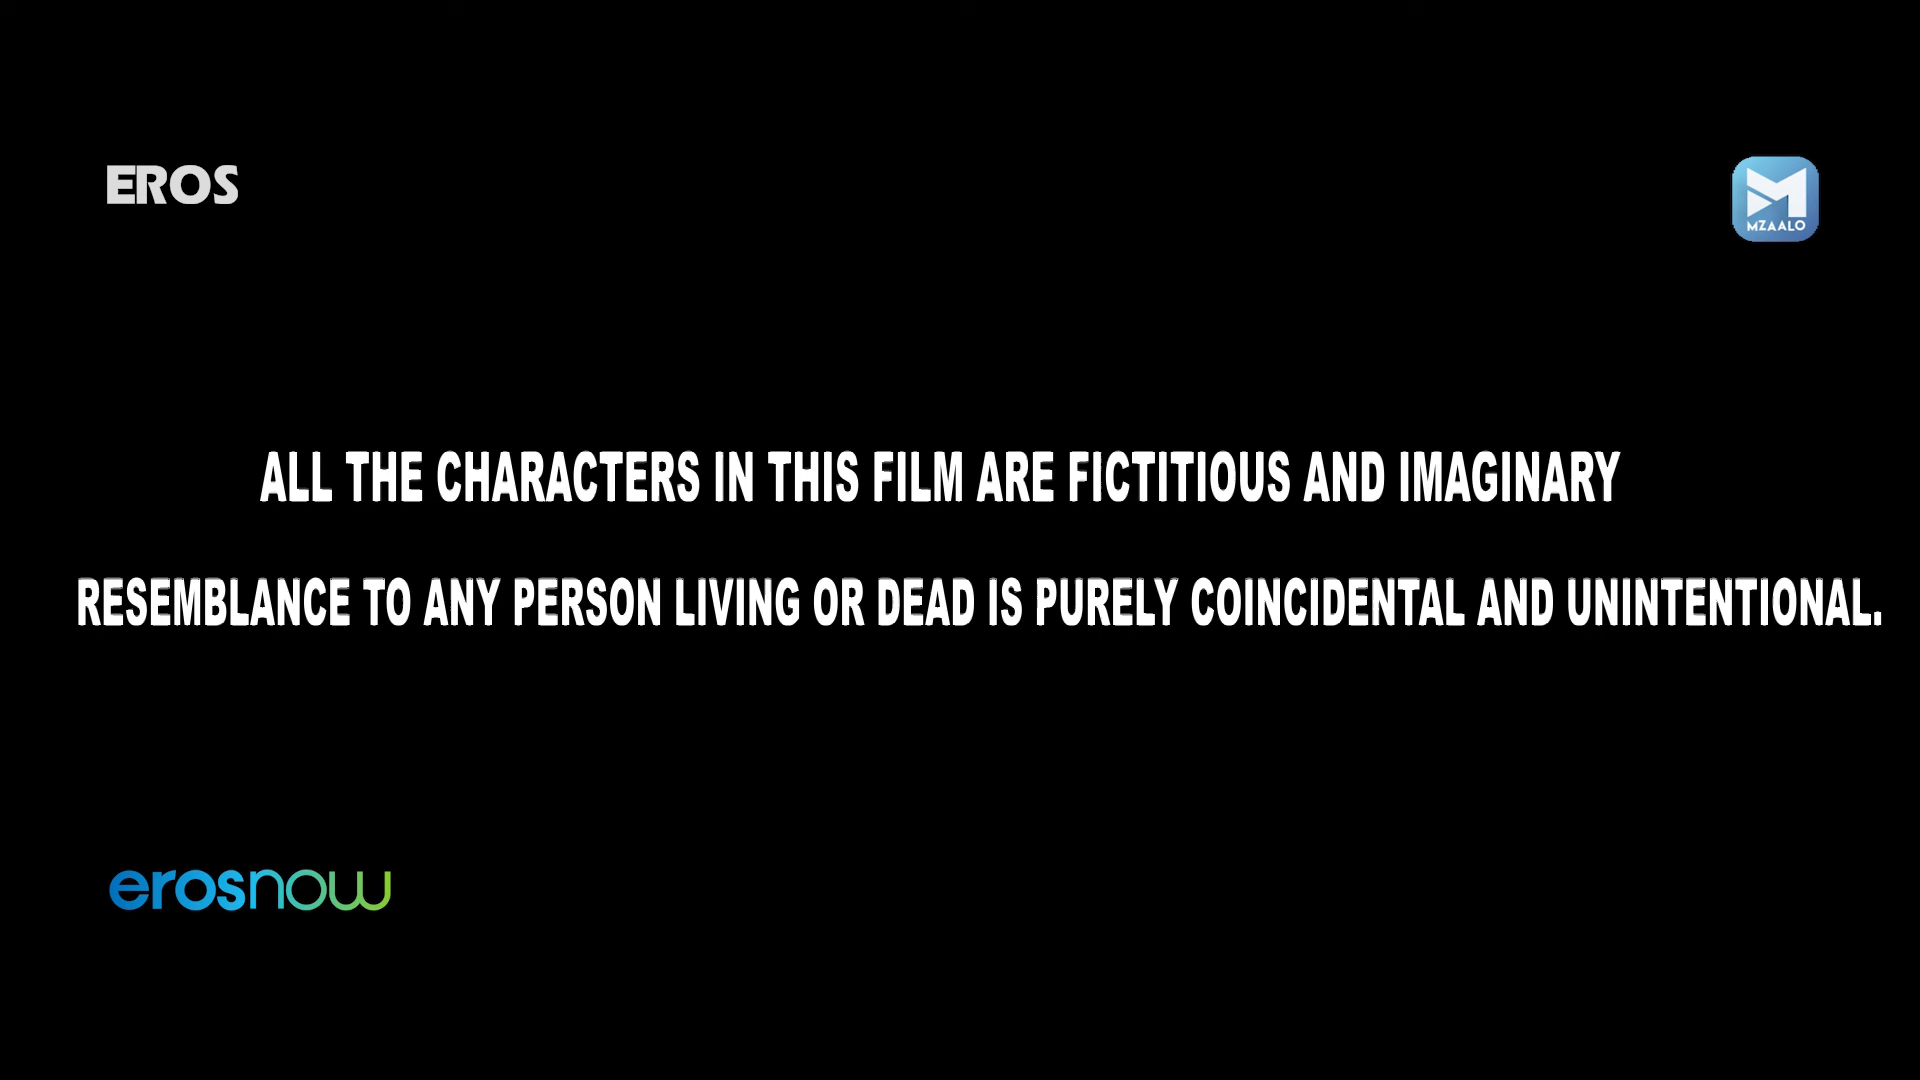 EROS
MZAALO
ALL THE CHARACTERS IN THIS FILM ARE FICTITIOUS AND IMAGINARY
RESEMBLANCE TO ANY PERSON LIVING OR DEAD IS PURELY COINCIDENTAL AND UNINTENTIONAL.
erosnow